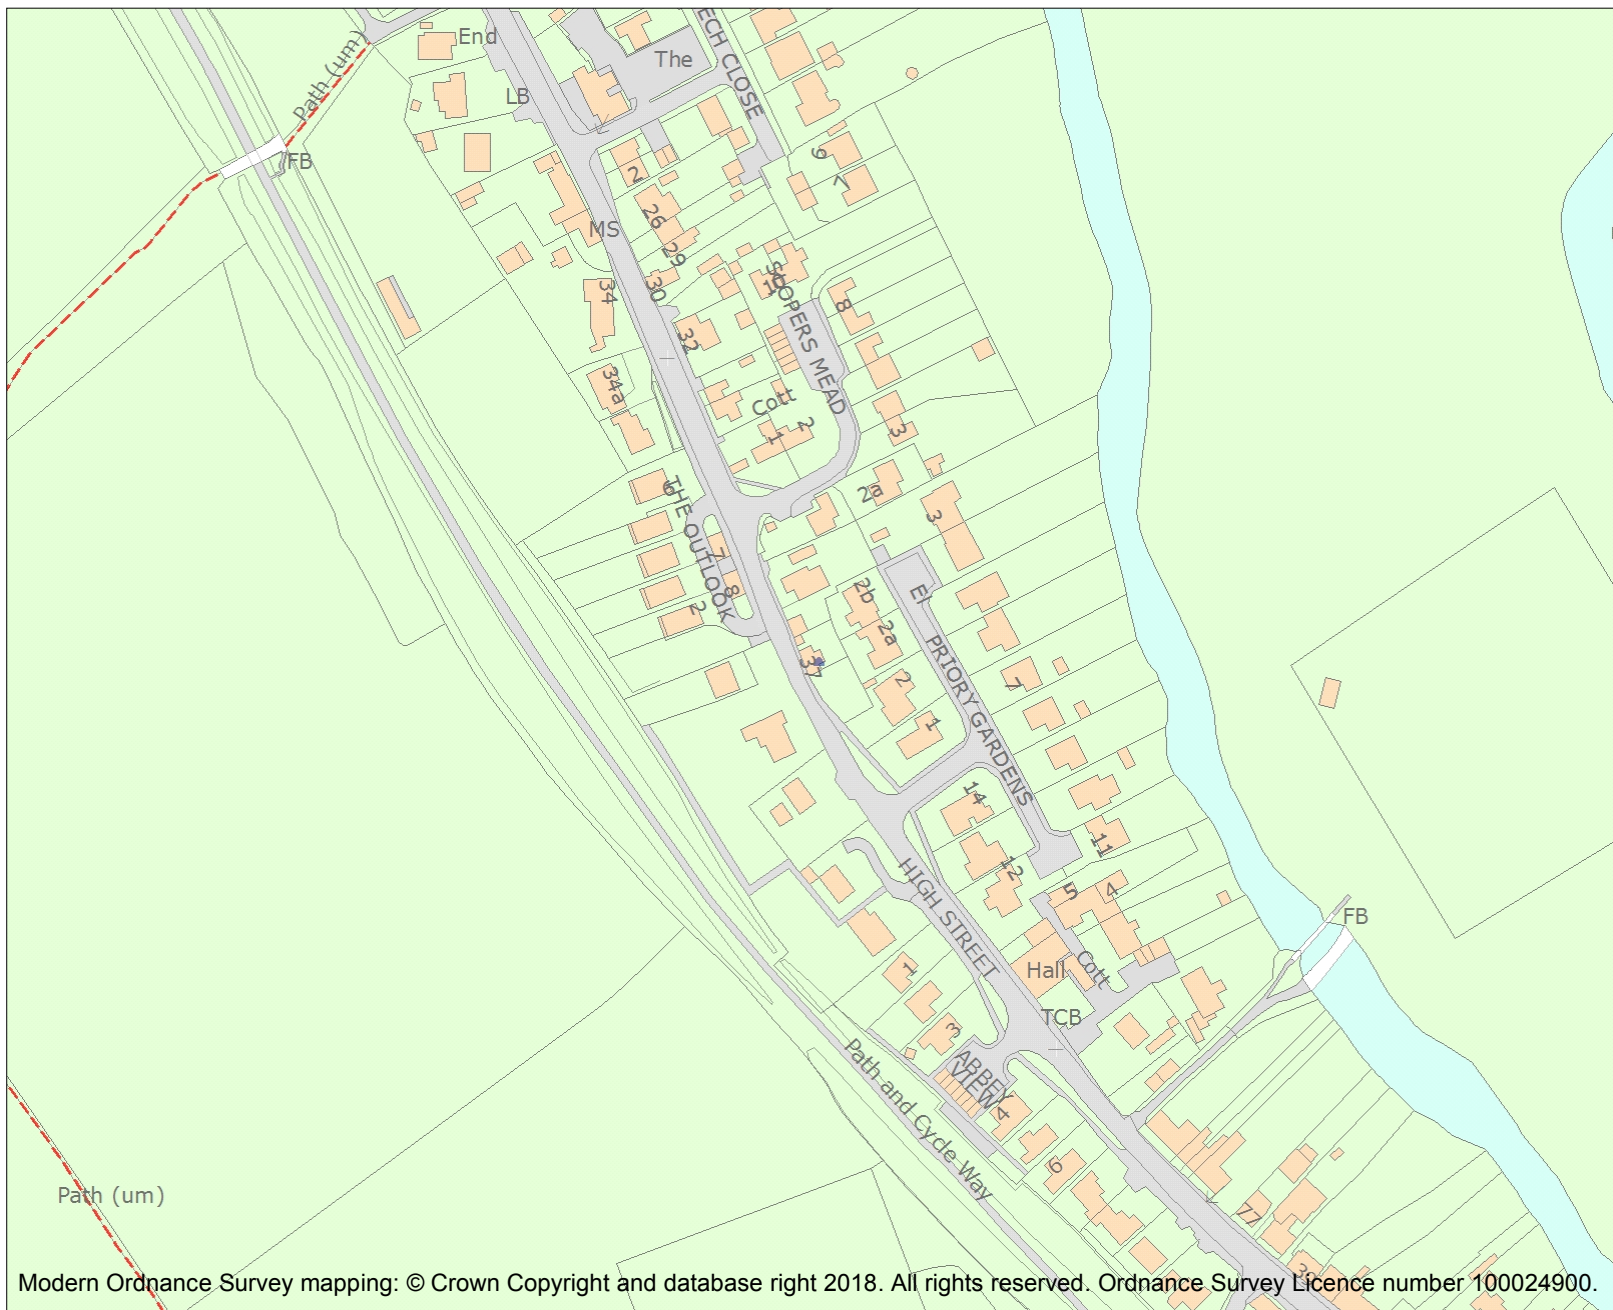 End
The
ECH CLOSE
Path (um)
LB
FB
2
6
7
26
MS
29
34
30
10
SOPERS MEAD
8
32
34a
Cott
1
2
3
6
THE OUTLOOK
2a
3
7
8
2
2b
El
2a
37
PRIORY GARDENS
2
7
1
14
11
HIGH STREET
12
5
4
FB
1
Hall
Cott
TCB
3
ABBEY
VIEW
4
Path and Cycle Way
6
Path (um)
77
39
Modern Ordnance Survey mapping: © Crown Copyright and database right 2018. All rights reserved. Ordnance Survey Licence number 100024900.